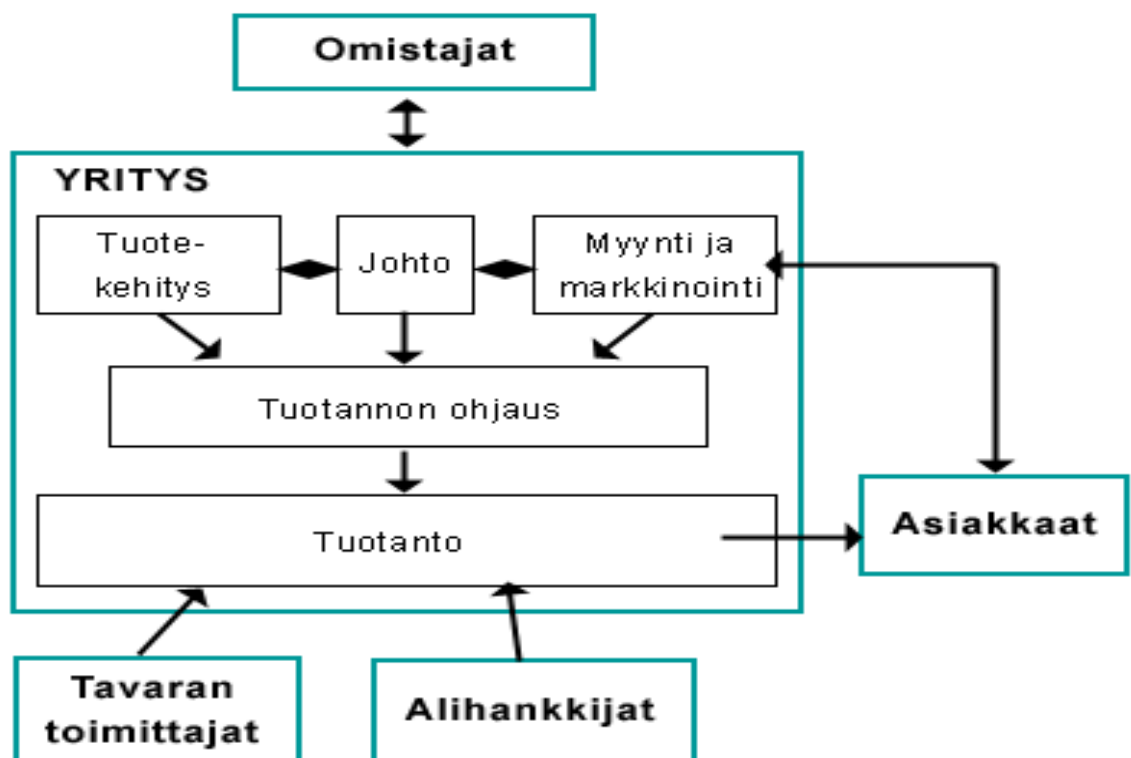 Omistajat
YRITYS
Tuote-
kehitys
Johto
Myynti ja
markkinointi
Tuotannon ohjaus
Tuotanto
Asiakkaat
Tavaran
toimittajat
Alihankkijat